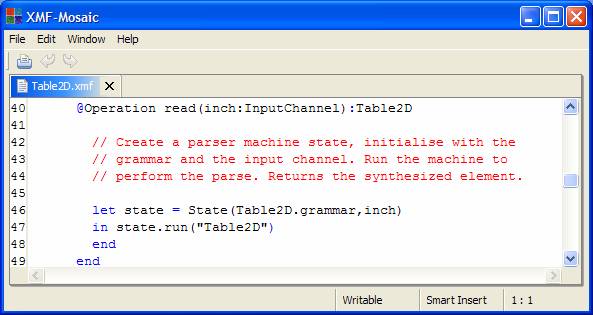 XMF-Mosaic
File Edit Window Help
Table2D.xmf
40 @Operation read(inch:InputChannel):Table2D
41
42 // Create a parser machine state, initialise with the
43 // grammar and the input channel. Run the machine to
44 // perform the parse. Returns the synthesized element.
45
46 let state = State(Table2D.grammar,inch)
47 in state.run("Table2D")
48 end
49 end
Writable Smart Insert 1 : 1